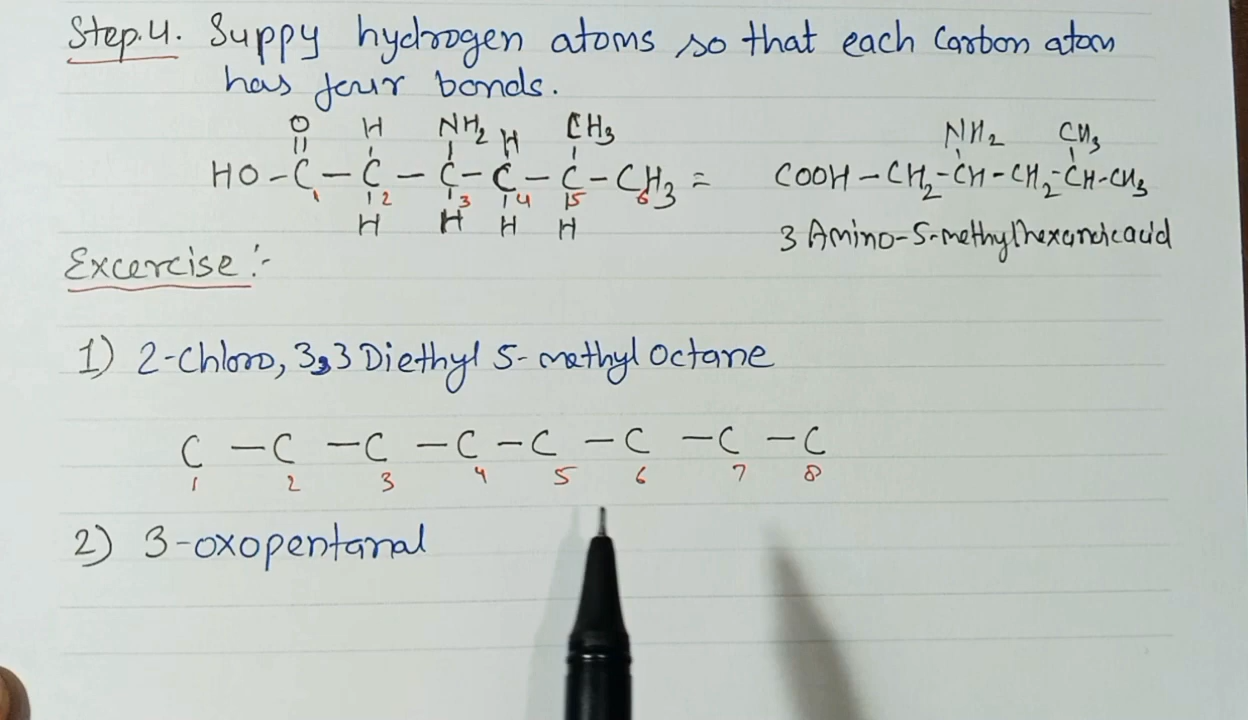 Step.4. Suppy hydrogen atoms so that each Carbon atom
has four bonds.
O H NH2 H CH3
HO-C-C-C-C-C-CH3 = COOH-CH2-CH-CH2-CH-CH3
NH2 CH3
1 2 3 4 5 6
H H H H
3 Amino-5-methylhexanoicacid
Excercise:-
1) 2-Chloro, 3,3 Diethyl 5-methyl Octane
C-C-C-C-C-C-C-C
1 2 3 4 5 6 7 8
2) 3-oxopentanal